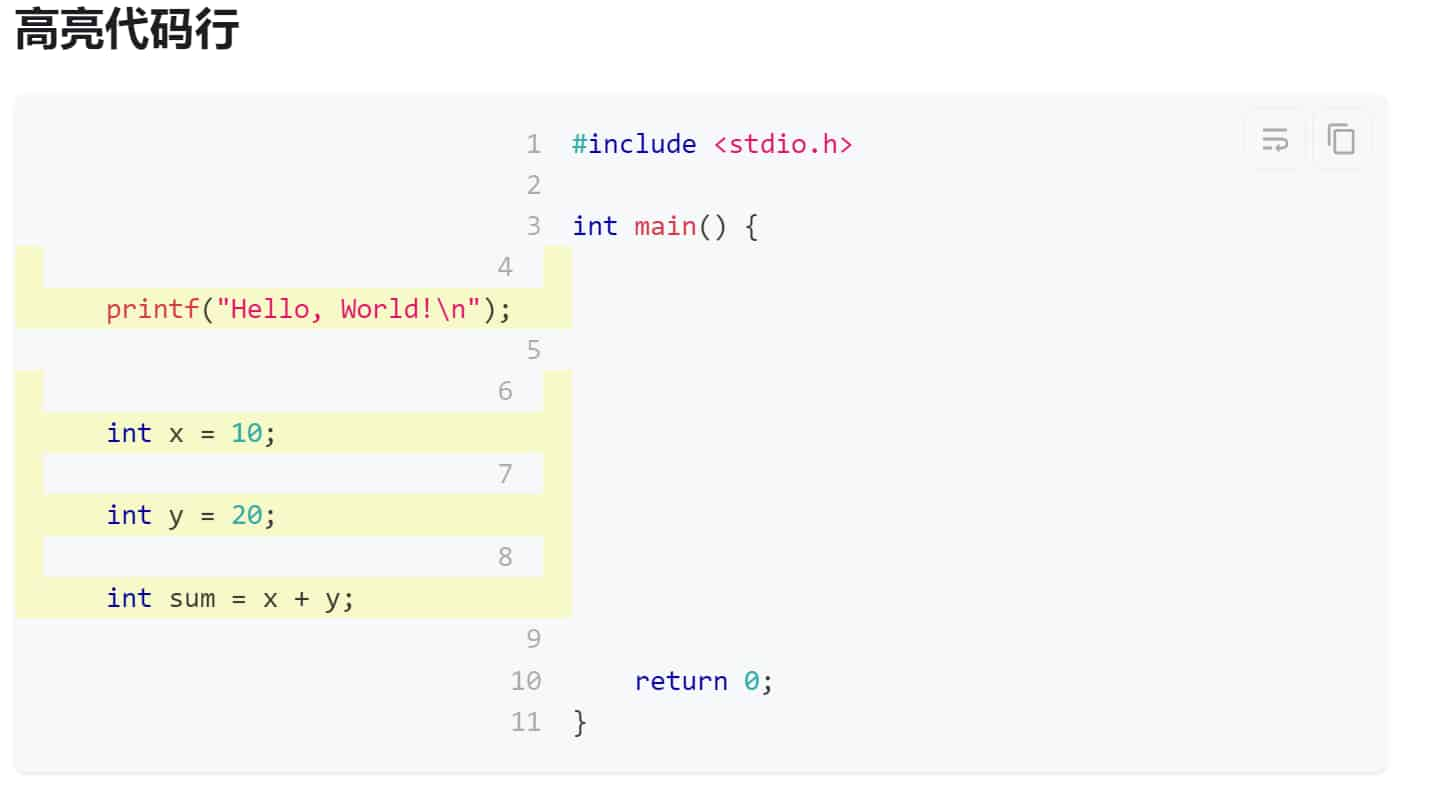 高亮代码行
1 #include <stdio.h>
2
3 int main() {
4
printf("Hello, World!\n");
5
6
int x = 10;
7
int y = 20;
8
int sum = x + y;
9
10 return 0;
11 }